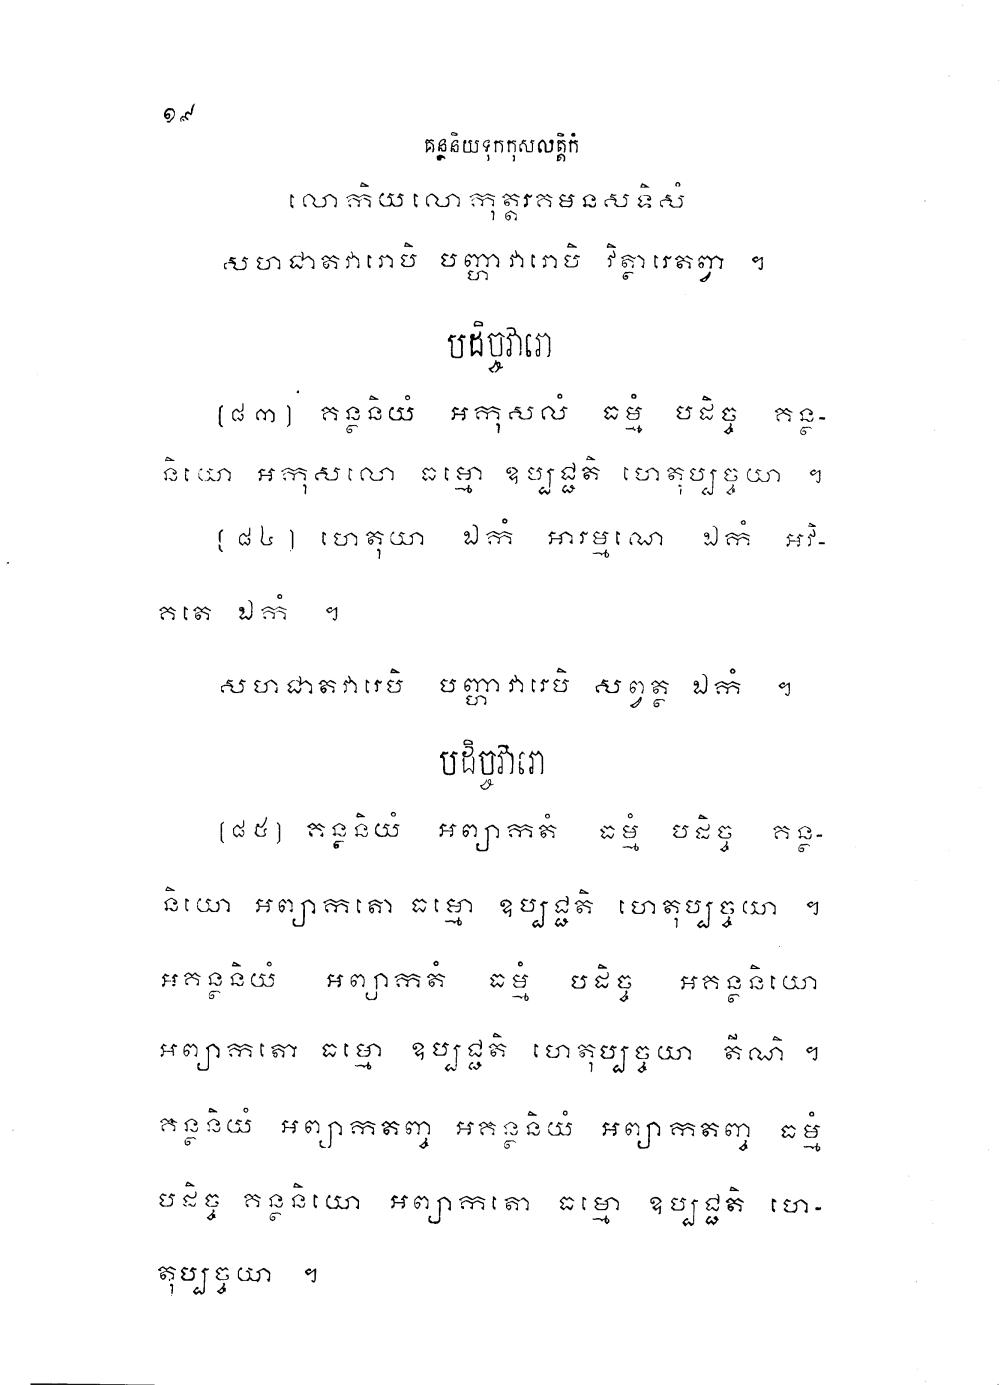 ១៩
គន្ថនិយទុកកុសលត្តិកំ
លោកិយលោកុត្តរគមនសទិសំ
សហជាតវារោបិ បញ្ហាវារោបិ វិត្ថារេតព្វា ។
បដិច្ចវារោ
[៨៣] គន្ថនិយំ អកុសលំ ធម្មំ បដិច្ច គន្ថ-
និយោ អកុសលោ ធម្មោ ឧប្បជ្ជតិ ហេតុប្បច្ចយា ។
[៨៤] ហេតុយា ឯកំ អារម្មណេ ឯកំ អវិ-
គតេ ឯកំ ។
សហជាតវារេបិ បញ្ហាវារេបិ សព្វត្ថ ឯកំ ។
បដិច្ចវារោ
[៨៥] គន្ថនិយំ អព្យាកតំ ធម្មំ បដិច្ច គន្ថ-
និយោ អព្យាកតោ ធម្មោ ឧប្បជ្ជតិ ហេតុប្បច្ចយា ។
អគន្ថនិយំ អព្យាកតំ ធម្មំ បដិច្ច អគន្ថនិយោ
អព្យាកតោ ធម្មោ ឧប្បជ្ជតិ ហេតុប្បច្ចយា តីណិ ។
គន្ថនិយំ អព្យាកតញ្ច អគន្ថនិយំ អព្យាកតញ្ច ធម្មំ
បដិច្ច គន្ថនិយោ អព្យាកតោ ធម្មោ ឧប្បជ្ជតិ ហេ-
តុប្បច្ចយា ។